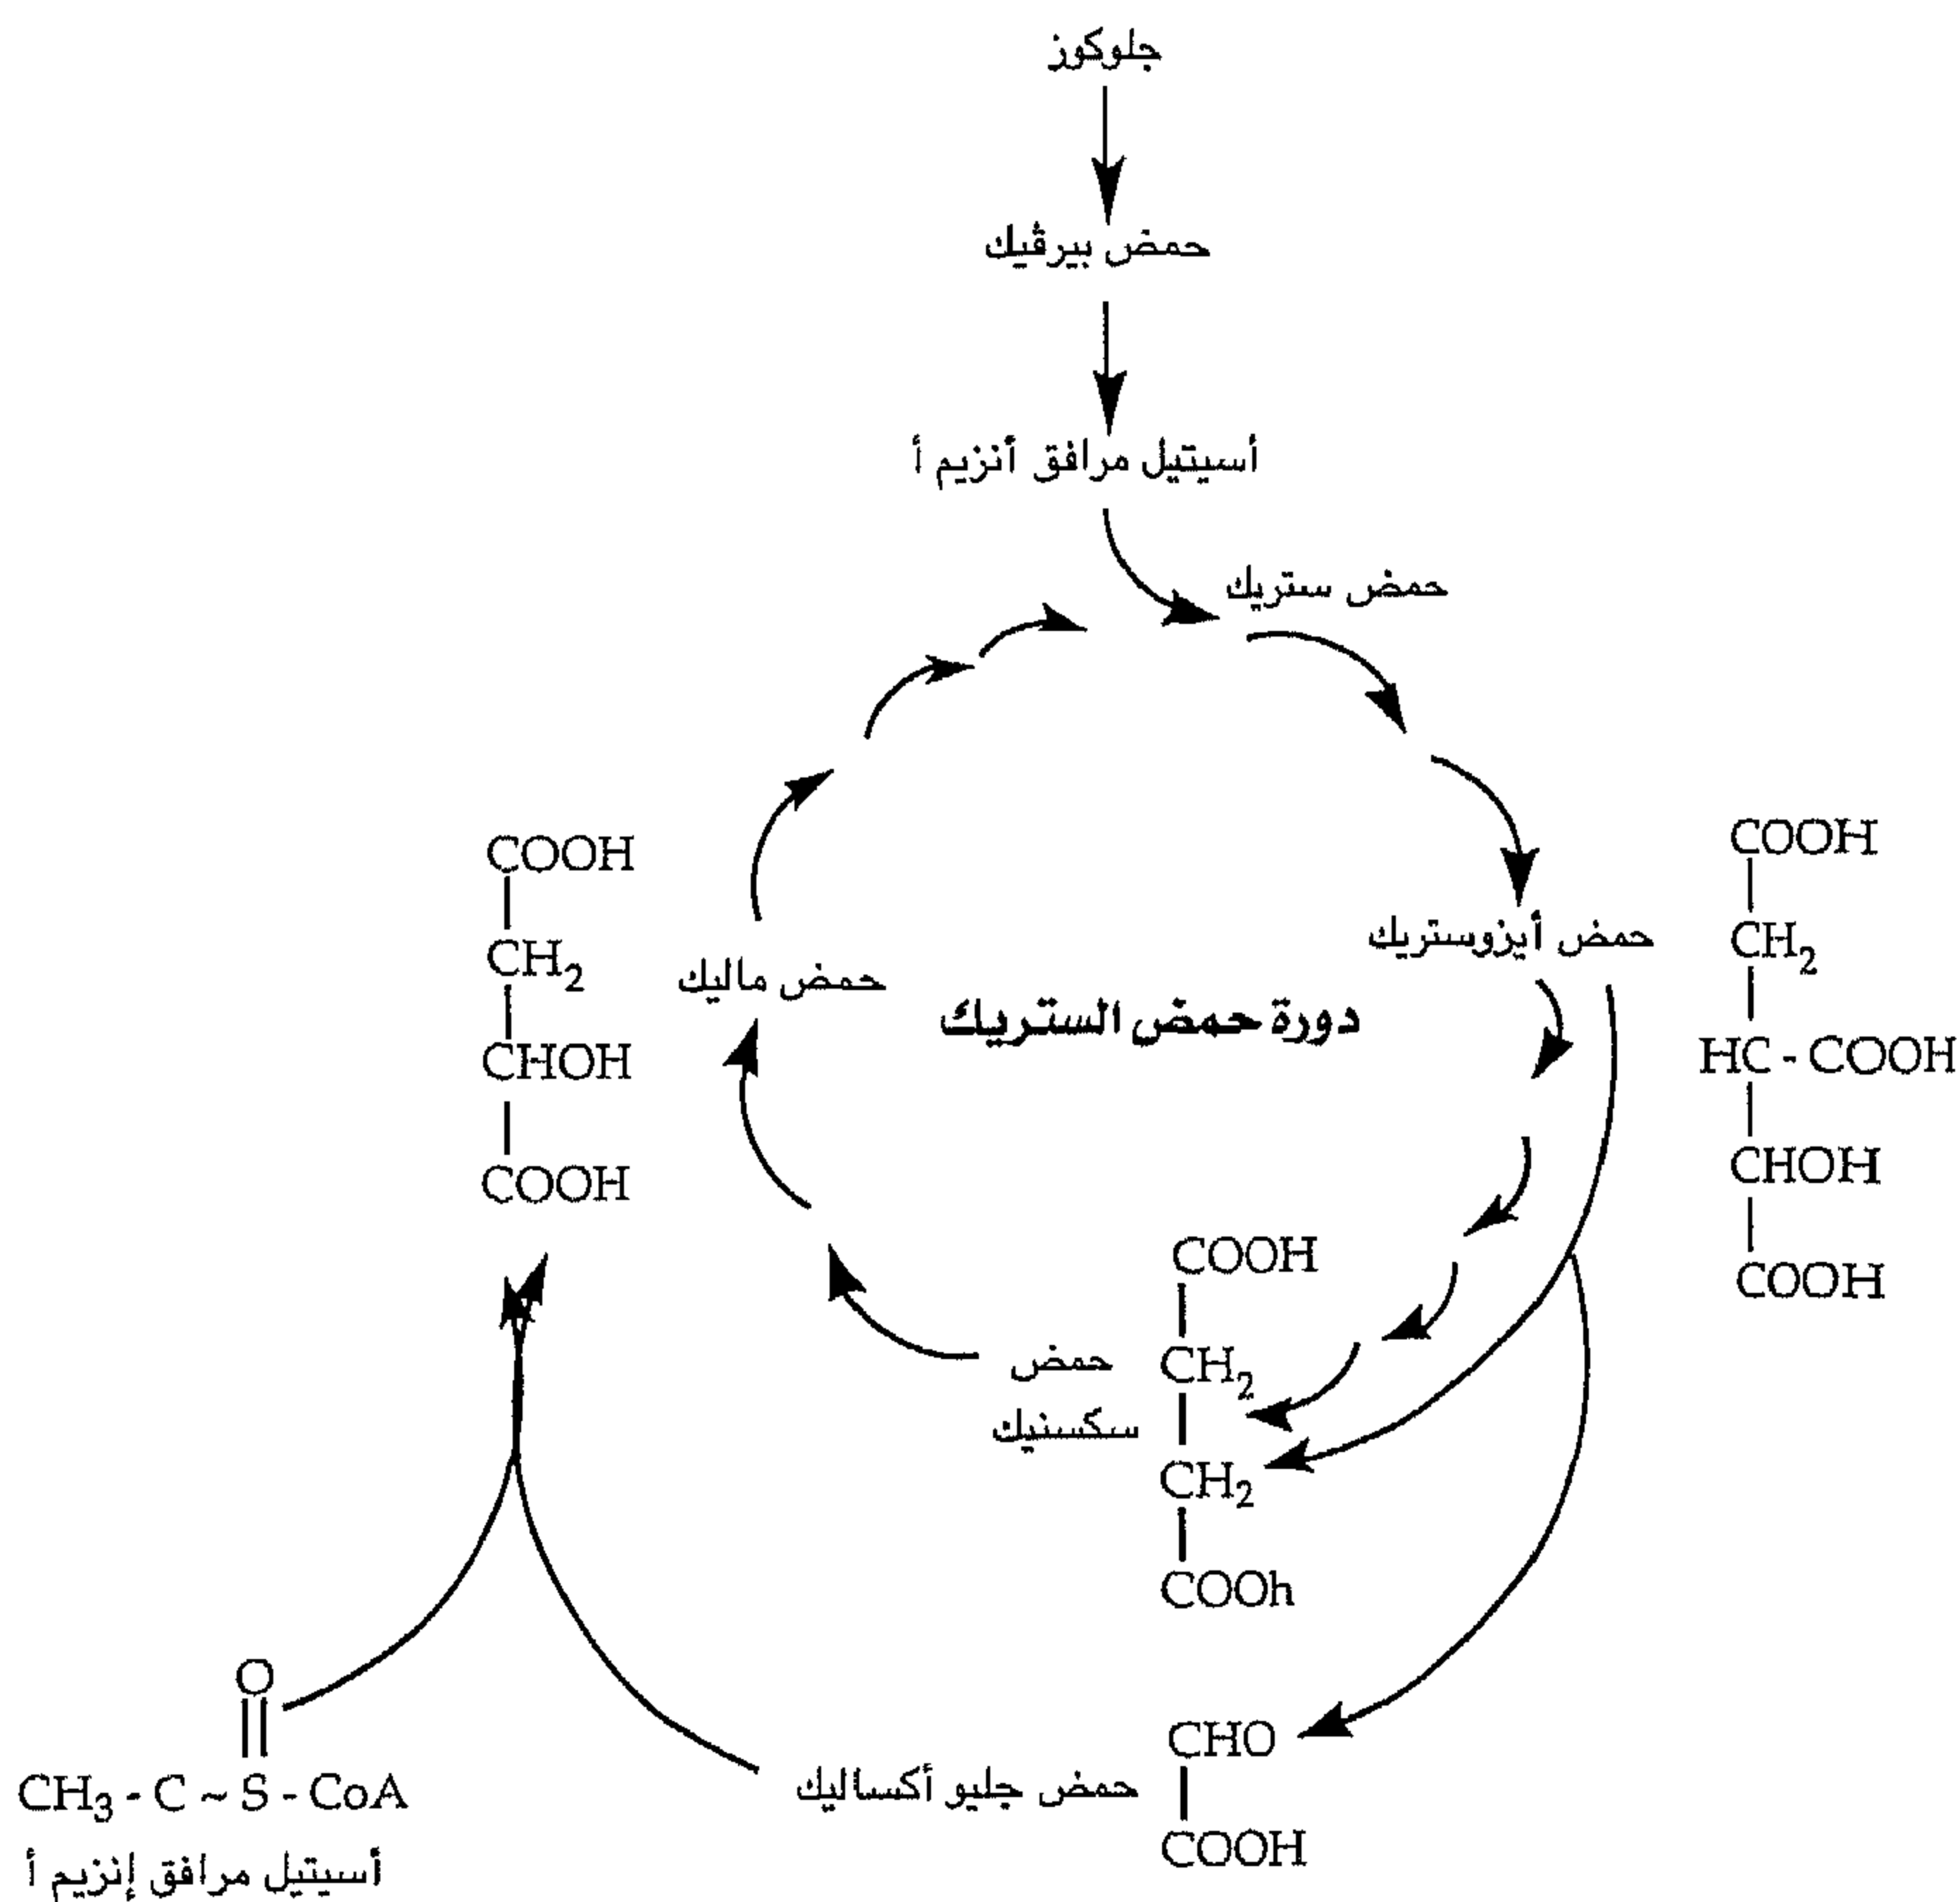 جلوكوز
حمض بيرڤيك
أسيتيل مرافق أنزيم أ
حمض ستريك
حمض أيزوستريك
COOH
CH2
HC - COOH
CHOH
COOH
دورة حمض الستريك
حمض ماليك
COOH
CH2
CHOH
COOH
حمض
سكسنيك
COOH
CH2
CH2
COOh
CHO
COOH
حمض جليو أكساليك
O
CH3 - C ~ S - CoA
أسيتيل مرافق إنزيم أ